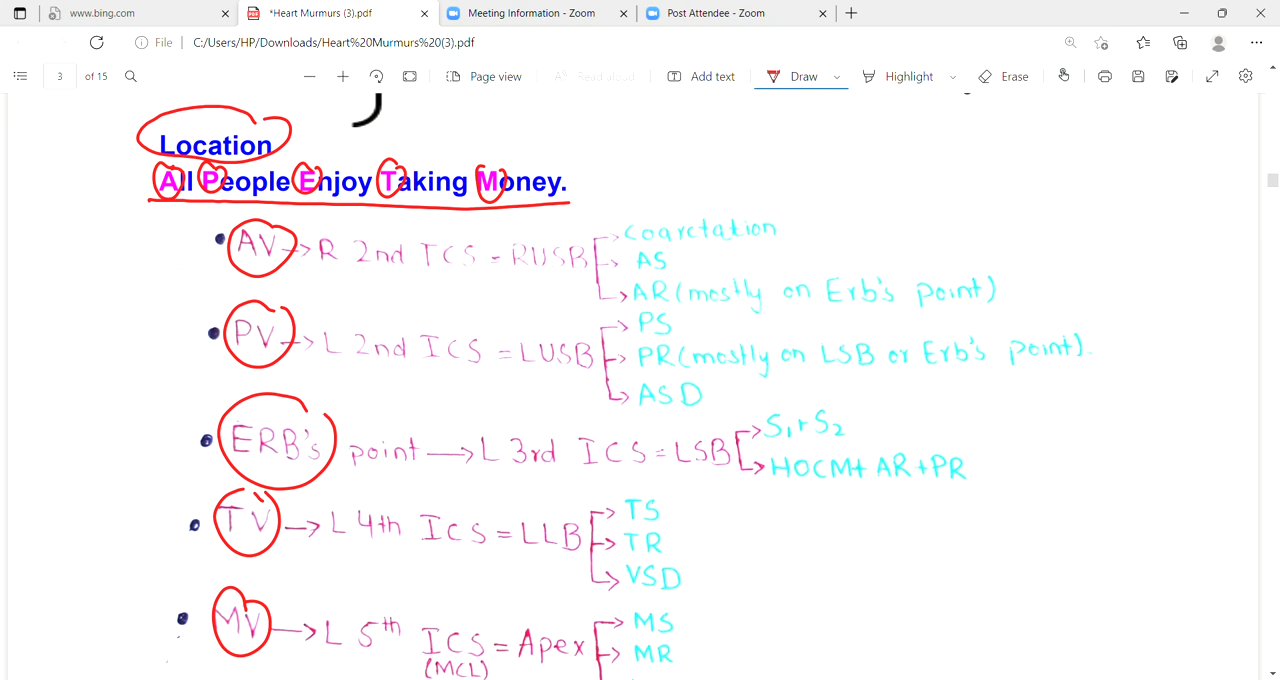 www.bing.com
*Heart Murmurs (3).pdf
Meeting Information - Zoom
Post Attendee - Zoom
File
C:/Users/HP/Downloads/Heart%20Murmurs%20(3).pdf
3 of 15
Page view
Read aloud
Add text
Draw
Highlight
Erase
Location
All People Enjoy Taking Money.
AV → R 2nd ICS = RUSB
Coarctation
AS
AR (mostly on Erb's point)
PV → L 2nd ICS = LUSB
PS
PR (mostly on LSB or Erb's point).
ASD
ERB's point → L 3rd ICS = LSB
S1+S2
HOCM+ AR+PR
TV → L 4th ICS = LLB
TS
TR
VSD
MV → L 5th ICS = Apex
(MCL)
MS
MR